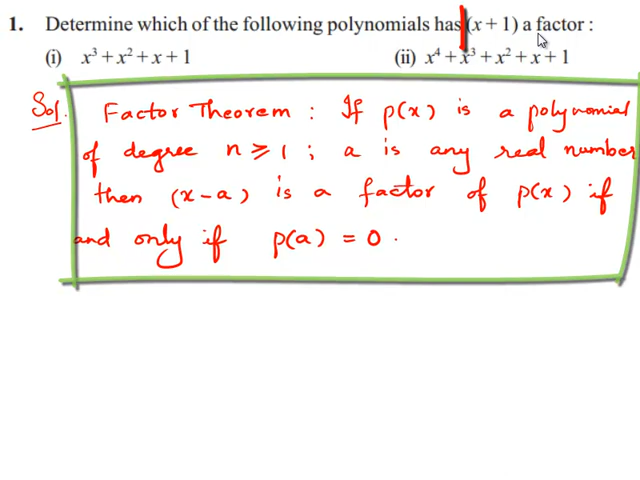 1. Determine which of the following polynomials has (x + 1) a factor :
(i) x³ + x² + x + 1 (ii) x⁴ + x³ + x² + x + 1
Sol. Factor Theorem : If p(x) is a polynomial
of degree n ≥ 1 ; a is any real number
then (x - a) is a factor of p(x) if
and only if p(a) = 0 .